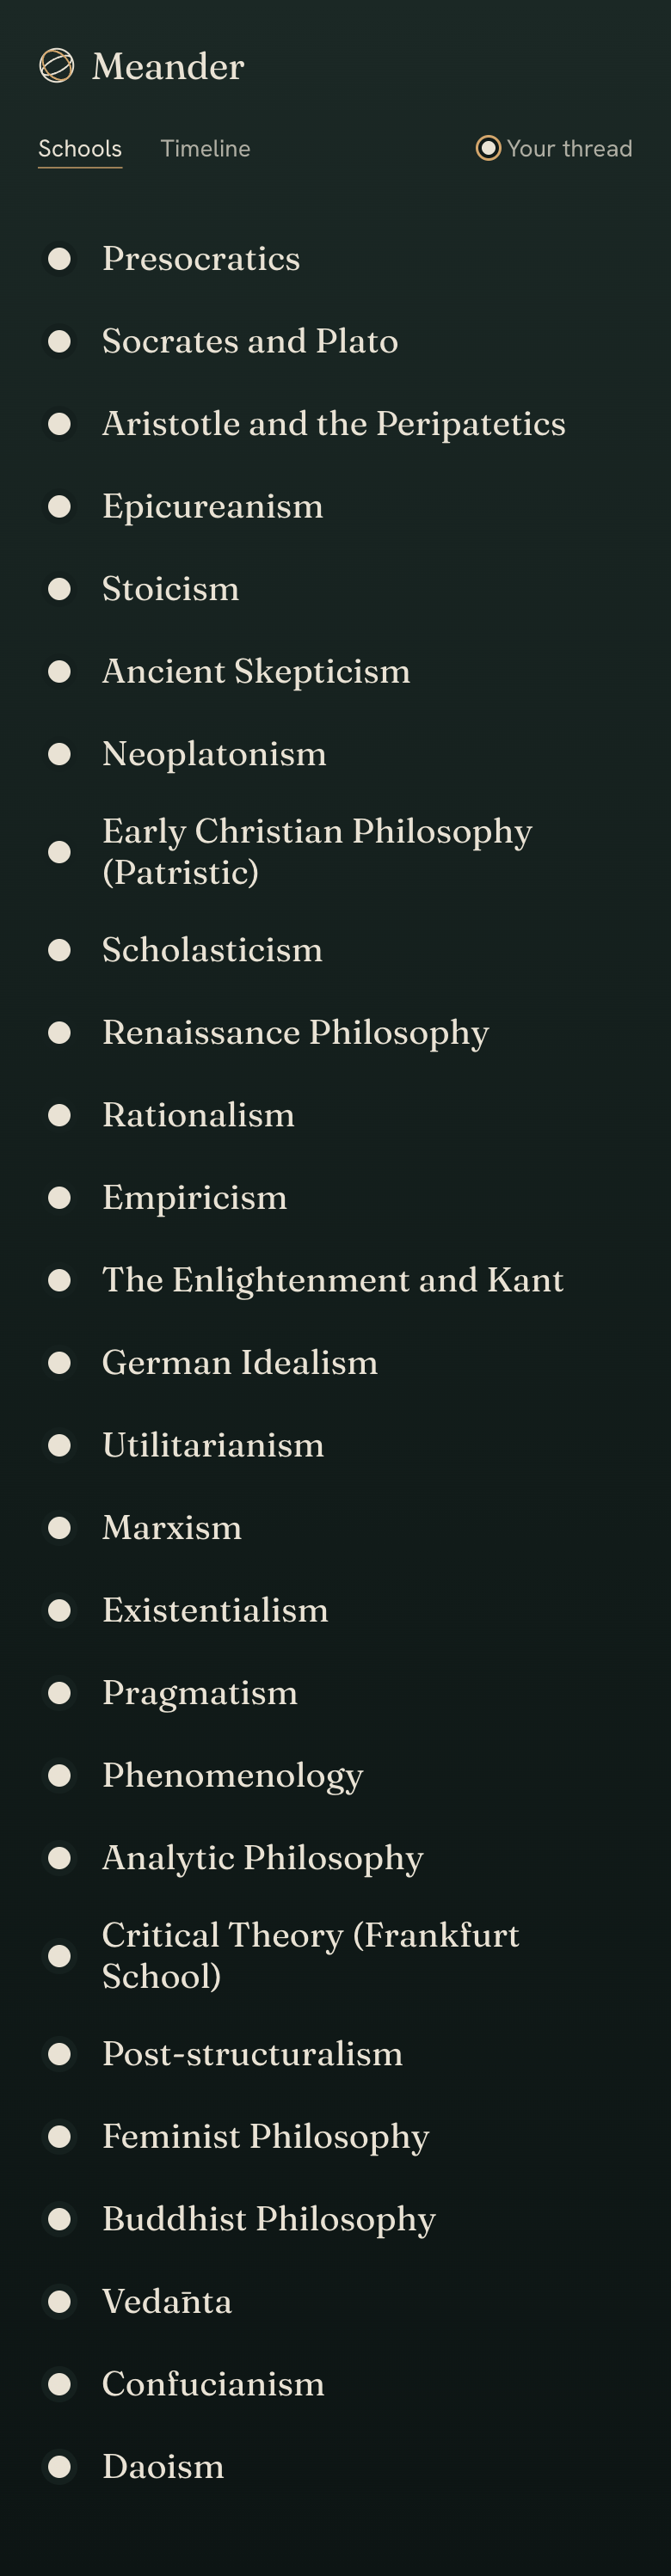 Meander
Schools
Timeline
Your thread
Presocratics
Socrates and Plato
Aristotle and the Peripatetics
Epicureanism
Stoicism
Ancient Skepticism
Neoplatonism
Early Christian Philosophy
(Patristic)
Scholasticism
Renaissance Philosophy
Rationalism
Empiricism
The Enlightenment and Kant
German Idealism
Utilitarianism
Marxism
Existentialism
Pragmatism
Phenomenology
Analytic Philosophy
Critical Theory (Frankfurt
School)
Post-structuralism
Feminist Philosophy
Buddhist Philosophy
Vedan̄ta
Confucianism
Daoism